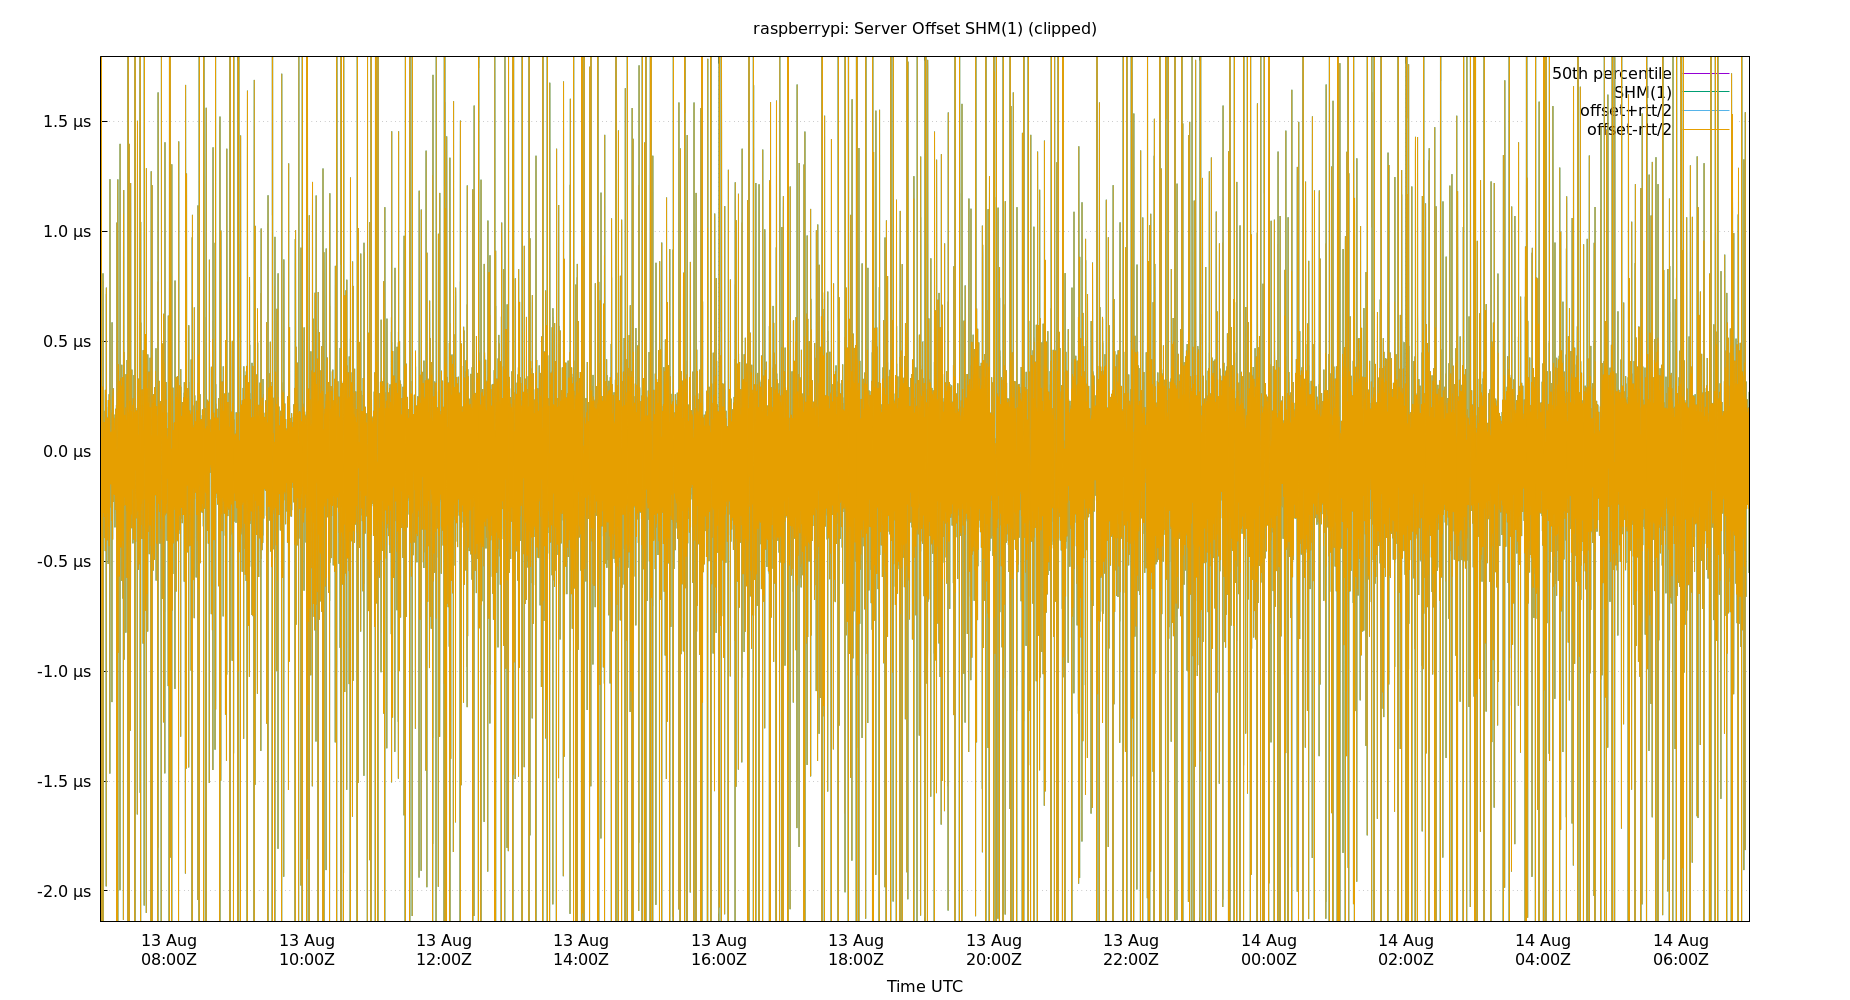 raspberrypi: Server Offset SHM(1) (clipped)
50th percentile
SHM(1)
offset+rtt/2
offset-rtt/2
1.5 µs
1.0 µs
0.5 µs
0.0 µs
-0.5 µs
-1.0 µs
-1.5 µs
-2.0 µs
13 Aug 13 Aug 13 Aug 13 Aug 13 Aug 13 Aug 13 Aug 13 Aug 14 Aug 14 Aug 14 Aug 14 Aug
08:00Z 10:00Z 12:00Z 14:00Z 16:00Z 18:00Z 20:00Z 22:00Z 00:00Z 02:00Z 04:00Z 06:00Z
Time UTC